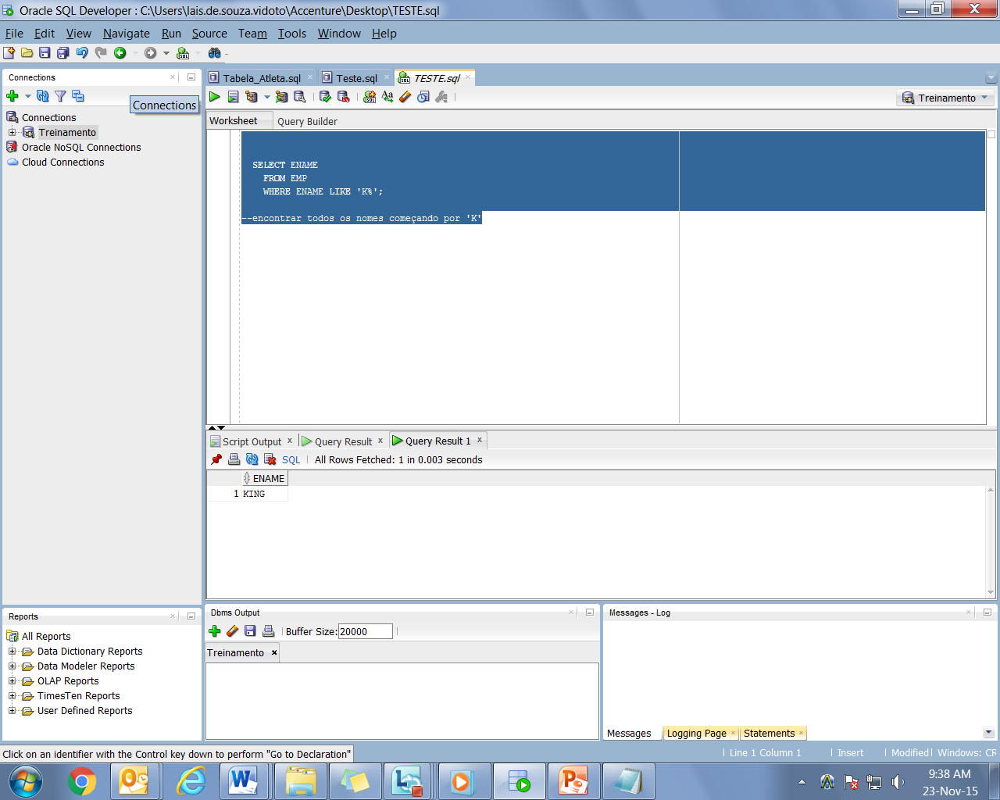 Oracle SQL Developer : C:\Users\lais.de.souza.vidoto\Accenture\Desktop\TESTE.sql
File Edit View Navigate Run Source Team Tools Window Help
Connections
Connections
Connections
Treinamento
Oracle NoSQL Connections
Cloud Connections
Tabela_Atleta.sql Teste.sql TESTE.sql
Treinamento
Worksheet Query Builder
SELECT ENAME
FROM EMP
WHERE ENAME LIKE 'K%';
--encontrar todos os nomes começando por 'K'
Script Output Query Result Query Result 1
SQL All Rows Fetched: 1 in 0.003 seconds
ENAME
1 KING
Reports
All Reports
Data Dictionary Reports
Data Modeler Reports
OLAP Reports
TimesTen Reports
User Defined Reports
Dbms Output
Buffer Size: 20000
Treinamento
Messages - Log
Messages Logging Page Statements
Click on an identifier with the Control key down to perform "Go to Declaration"
Line 1 Column 1 Insert Modified Windows: CR
9:38 AM
23-Nov-15